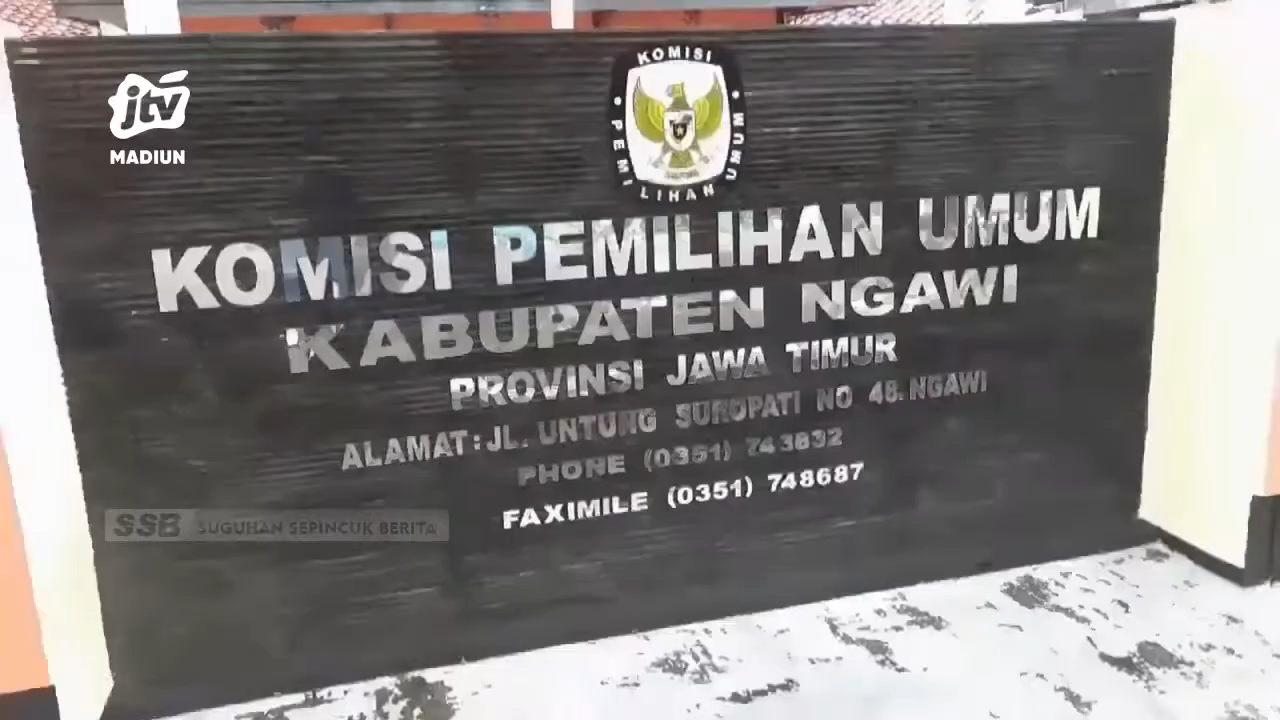 jtv
MADIUN
KOMISI
PEMILIHAN UMUM
KOMISI PEMILIHAN UMUM
KABUPATEN NGAWI
PROVINSI JAWA TIMUR
ALAMAT : JL. UNTUNG SUROPATI NO 48. NGAWI
PHONE (0351) 743832
FAXIMILE (0351) 748687
SSB SUGUHAN SEPINCUK BERITA